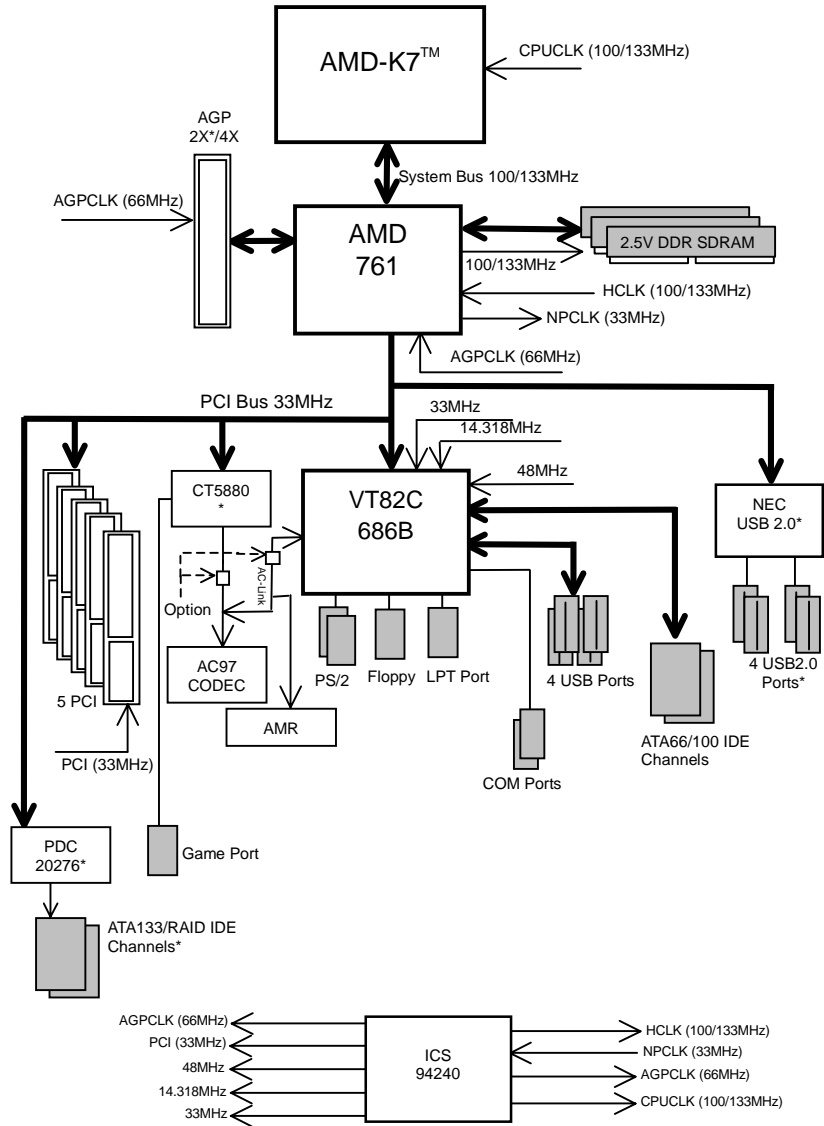 AMD-K7™
CPUCLK (100/133MHz)
AGP
2X*/4X
System Bus 100/133MHz
AGPCLK (66MHz)
AMD
761
2.5V DDR SDRAM
100/133MHz
HCLK (100/133MHz)
NPCLK (33MHz)
AGPCLK (66MHz)
PCI Bus 33MHz
33MHz
14.318MHz
48MHz
CT5880
*
VT82C
686B
NEC
USB 2.0*
AC-Link
Option
AC97
CODEC
PS/2
Floppy
LPT Port
4 USB Ports
4 USB2.0
Ports*
5 PCI
AMR
PCI (33MHz)
COM Ports
ATA66/100 IDE
Channels
PDC
20276*
Game Port
ATA133/RAID IDE
Channels*
AGPCLK (66MHz)
PCI (33MHz)
48MHz
14.318MHz
33MHz
ICS
94240
HCLK (100/133MHz)
NPCLK (33MHz)
AGPCLK (66MHz)
CPUCLK (100/133MHz)